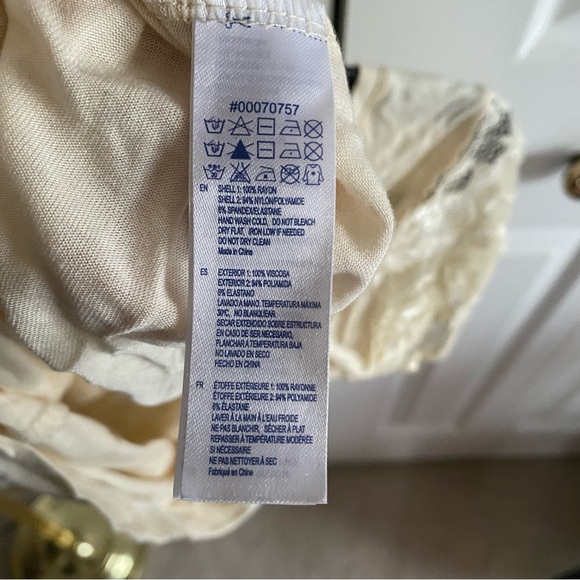 #00070757
EN SHELL 1: 100% RAYON
SHELL 2: 94% NYLON/POLYAMIDE
6% SPANDEX/ELASTANE
HAND WASH COLD, DO NOT BLEACH
DRY FLAT, IRON LOW IF NEEDED
DO NOT DRY CLEAN
Made in China
ES EXTERIOR 1: 100% VISCOSA
EXTERIOR 2: 94% POLIAMIDA
6% ELASTANO
LAVADO A MANO. TEMPERATURA MÁXIMA
30ºC, NO BLANQUEAR
SECAR EXTENDIDO SOBRE ESTRUCTURA
EN CASO DE SER NECESARIO,
PLANCHAR A TEMPERATURA BAJA
NO LAVADO EN SECO
HECHO EN CHINA
FR ÉTOFFE EXTÉRIEURE 1: 100% RAYONNE
ÉTOFFE EXTÉRIEURE 2: 94% POLYAMIDE
6% ÉLASTANE
LAVER À LA MAIN À L'EAU FROIDE
NE PAS BLANCHIR, SÉCHER À PLAT
REPASSER À TEMPÉRATURE MODÉRÉE
SI NÉCESSAIRE
NE PAS NETTOYER À SEC
Fabriqué en Chine